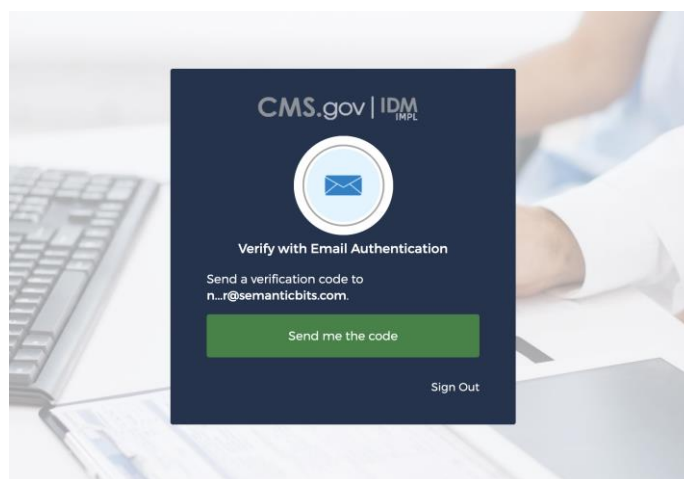 CMS.gov | IDM
IMPL
Verify with Email Authentication
Send a verification code to
n...r@semanticbits.com.
Send me the code
Sign Out